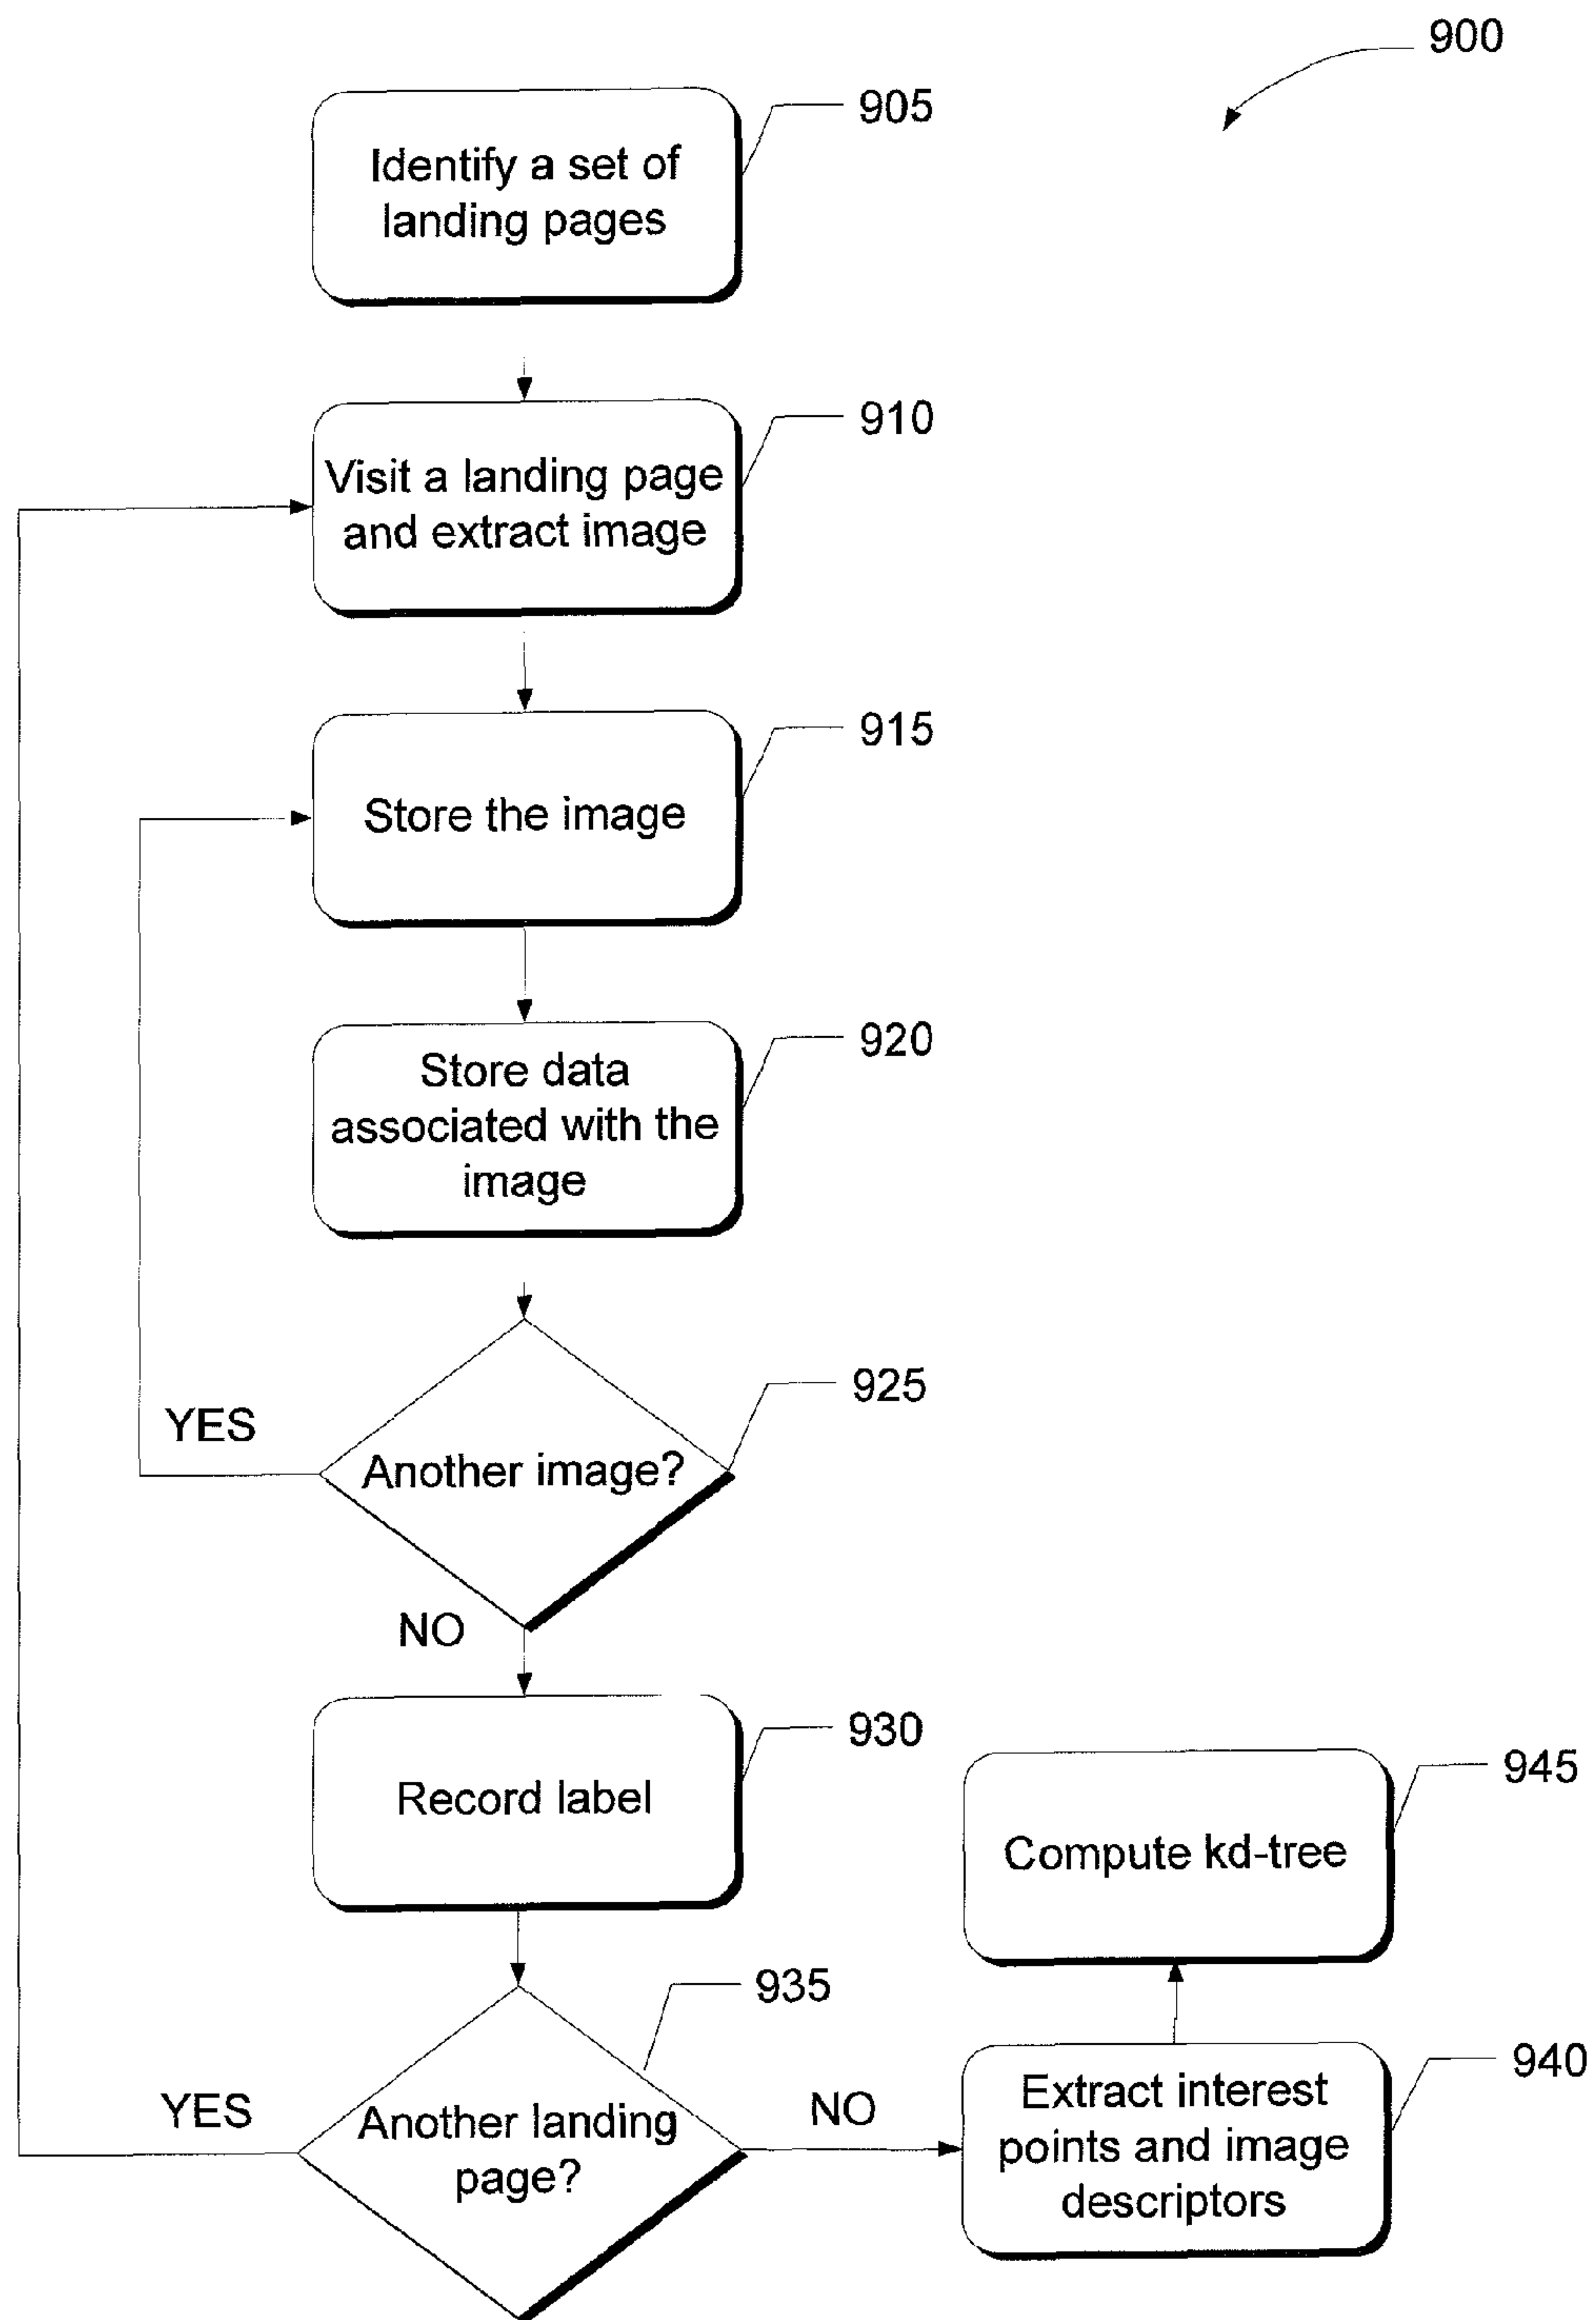 900
905
Identify a set of
landing pages
910
Visit a landing page
and extract image
915
Store the image
920
Store data
associated with the
image
925
YES
Another image?
NO
930
Record label
945
Compute kd-tree
935
YES
Another landing
page?
NO
940
Extract interest
points and image
descriptors